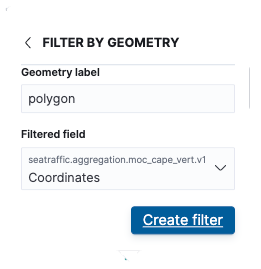 FILTER BY GEOMETRY
Geometry label
polygon
Filtered field
seatraffic.aggregation.moc_cape_vert.v1
Coordinates
Create filter